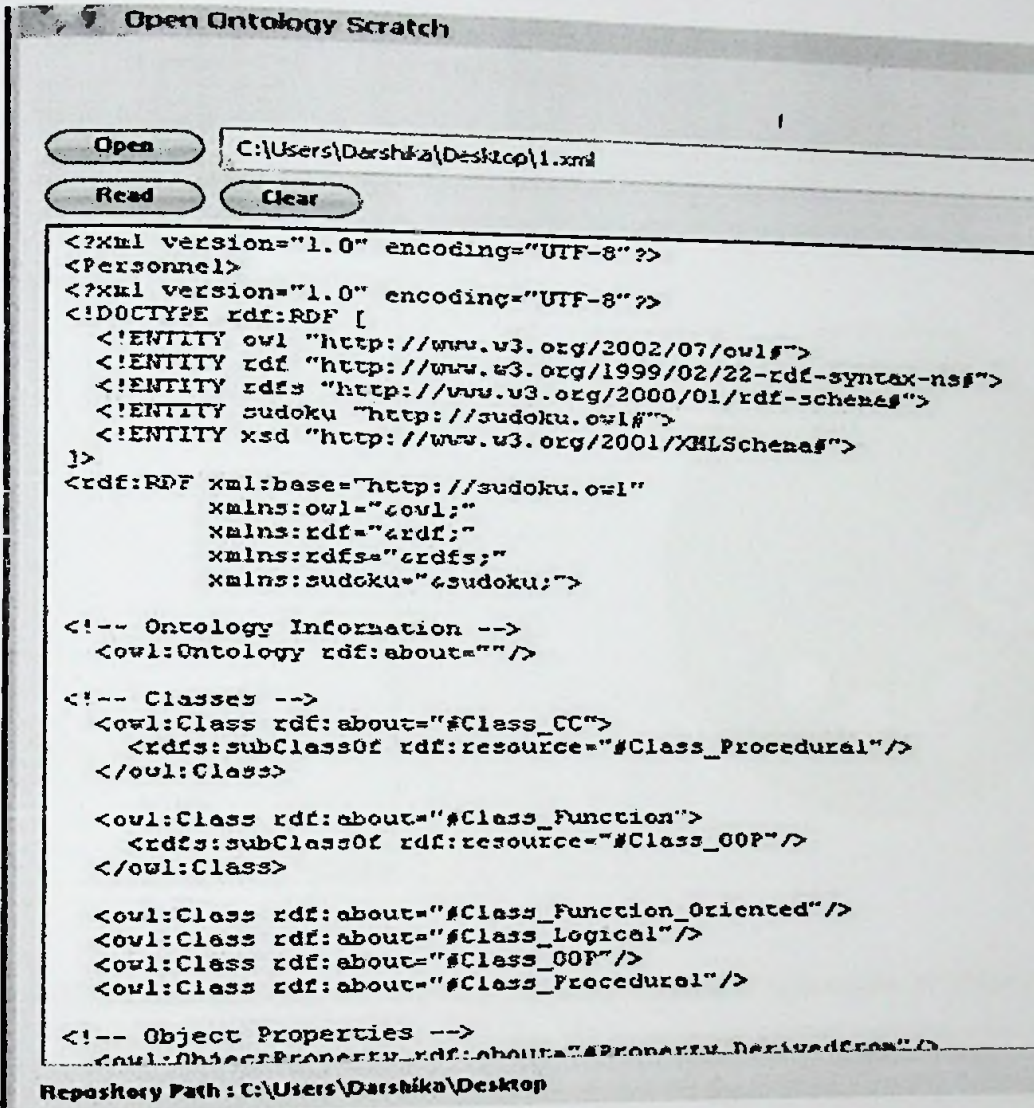 Open Ontology Scratch
Open C:\Users\Darshika\Desktop\1.xml
Read Clear
<?xml version="1.0" encoding="UTF-8"?>
<Personnel>
<?xml version="1.0" encoding="UTF-8"?>
<!DOCTYPE rdf:RDF [
  <!ENTITY owl "http://www.w3.org/2002/07/owl#">
  <!ENTITY rdf "http://www.w3.org/1999/02/22-rdf-syntax-ns#">
  <!ENTITY rdfs "http://www.w3.org/2000/01/rdf-schema#">
  <!ENTITY sudoku "http://sudoku.owl#">
  <!ENTITY xsd "http://www.w3.org/2001/XMLSchema#">
]>
<rdf:RDF xml:base="http://sudoku.owl"
         xmlns:owl="&owl;"
         xmlns:rdf="&rdf;"
         xmlns:rdfs="&rdfs;"
         xmlns:sudoku="&sudoku;">
<!-- Ontology Information -->
  <owl:Ontology rdf:about=""/>
<!-- Classes -->
  <owl:Class rdf:about="#Class_CC">
    <rdfs:subClassOf rdf:resource="#Class_Procedural"/>
  </owl:Class>
  <owl:Class rdf:about="#Class_Function">
    <rdfs:subClassOf rdf:resource="#Class_OOP"/>
  </owl:Class>
  <owl:Class rdf:about="#Class_Function_Oriented"/>
  <owl:Class rdf:about="#Class_Logical"/>
  <owl:Class rdf:about="#Class_OOP"/>
  <owl:Class rdf:about="#Class_Procedural"/>
<!-- Object Properties -->
  <owl:ObjectProperty rdf:about="#Property_Derivedfrom"/>
Repository Path : C:\Users\Darshika\Desktop